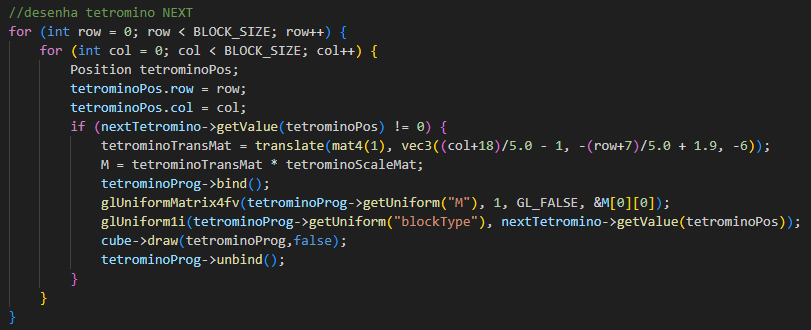 //desenha tetromino NEXT
for (int row = 0; row < BLOCK_SIZE; row++) {
    for (int col = 0; col < BLOCK_SIZE; col++) {
        Position tetrominoPos;
        tetrominoPos.row = row;
        tetrominoPos.col = col;
        if (nextTetromino->getValue(tetrominoPos) != 0) {
            tetrominoTransMat = translate(mat4(1), vec3((col+18)/5.0 - 1, -(row+7)/5.0 + 1.9, -6));
            M = tetrominoTransMat * tetrominoScaleMat;
            tetrominoProg->bind();
            glUniformMatrix4fv(tetrominoProg->getUniform("M"), 1, GL_FALSE, &M[0][0]);
            glUniform1i(tetrominoProg->getUniform("blockType"), nextTetromino->getValue(tetrominoPos));
            cube->draw(tetrominoProg,false);
            tetrominoProg->unbind();
        }
    }
}